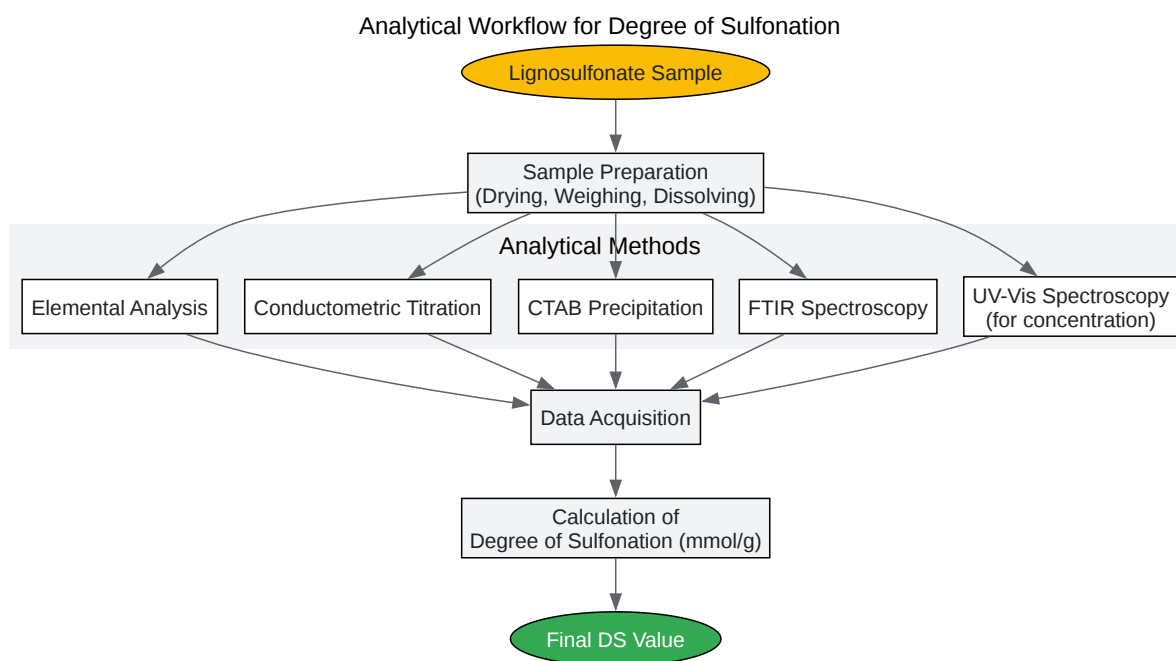 Analytical Workflow for Degree of Sulfonation
Lignosulfonate Sample
Sample Preparation
(Drying, Weighing, Dissolving)
Analytical Methods
Elemental Analysis
Conductometric Titration
CTAB Precipitation
FTIR Spectroscopy
UV-Vis Spectroscopy
(for concentration)
Data Acquisition
Calculation of
Degree of Sulfonation (mmol/g)
Final DS Value